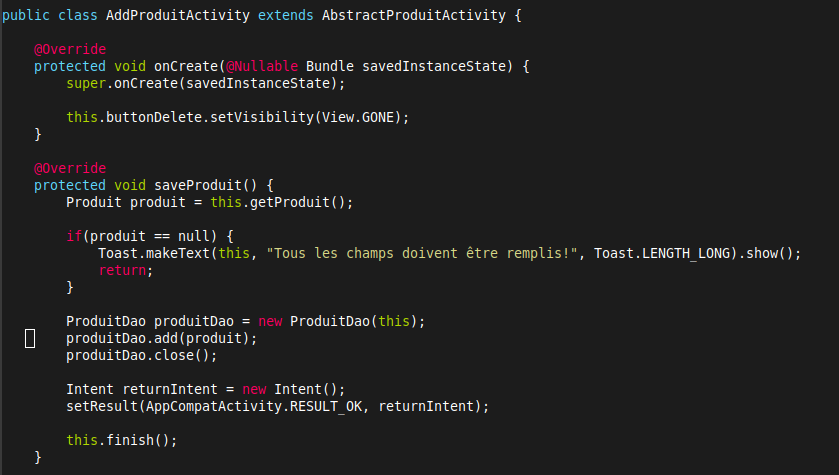 public class AddProduitActivity extends AbstractProduitActivity {
@Override
protected void onCreate(@Nullable Bundle savedInstanceState) {
super.onCreate(savedInstanceState);
this.buttonDelete.setVisibility(View.GONE);
}
@Override
protected void saveProduit() {
Produit produit = this.getProduit();
if(produit == null) {
Toast.makeText(this, "Tous les champs doivent être remplis!", Toast.LENGTH_LONG).show();
return;
}
ProduitDao produitDao = new ProduitDao(this);
produitDao.add(produit);
produitDao.close();
Intent returnIntent = new Intent();
setResult(AppCompatActivity.RESULT_OK, returnIntent);
this.finish();
}